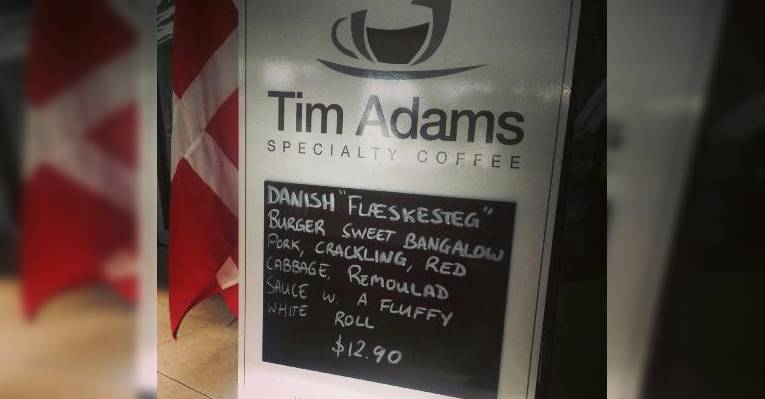 Tim Adams
SPECIALTY COFFEE
DANISH "FLÆSKESTEG"
BURGER SWEET BANGALOW
PORK, CRACKLING, RED
CABBAGE, REMOULAD
SAUCE W. A FLUFFY
WHITE ROLL
$12.90